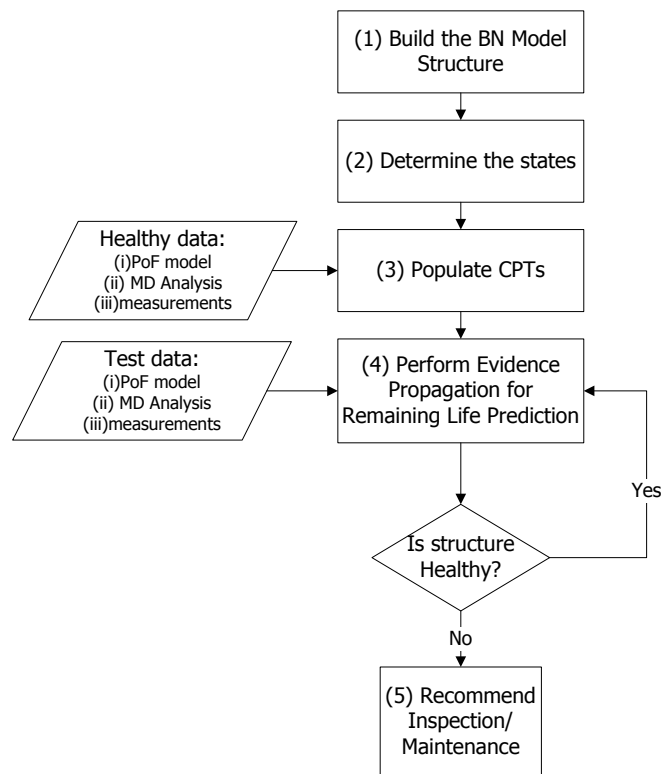 (1) Build the BN Model
Structure
(2) Determine the states
Healthy data:
(i)PoF model
(ii) MD Analysis
(iii)measurements
(3) Populate CPTs
Test data:
(i)PoF model
(ii) MD Analysis
(iii)measurements
(4) Perform Evidence
Propagation for
Remaining Life Prediction
Yes
Is structure
Healthy?
No
(5) Recommend
Inspection/
Maintenance